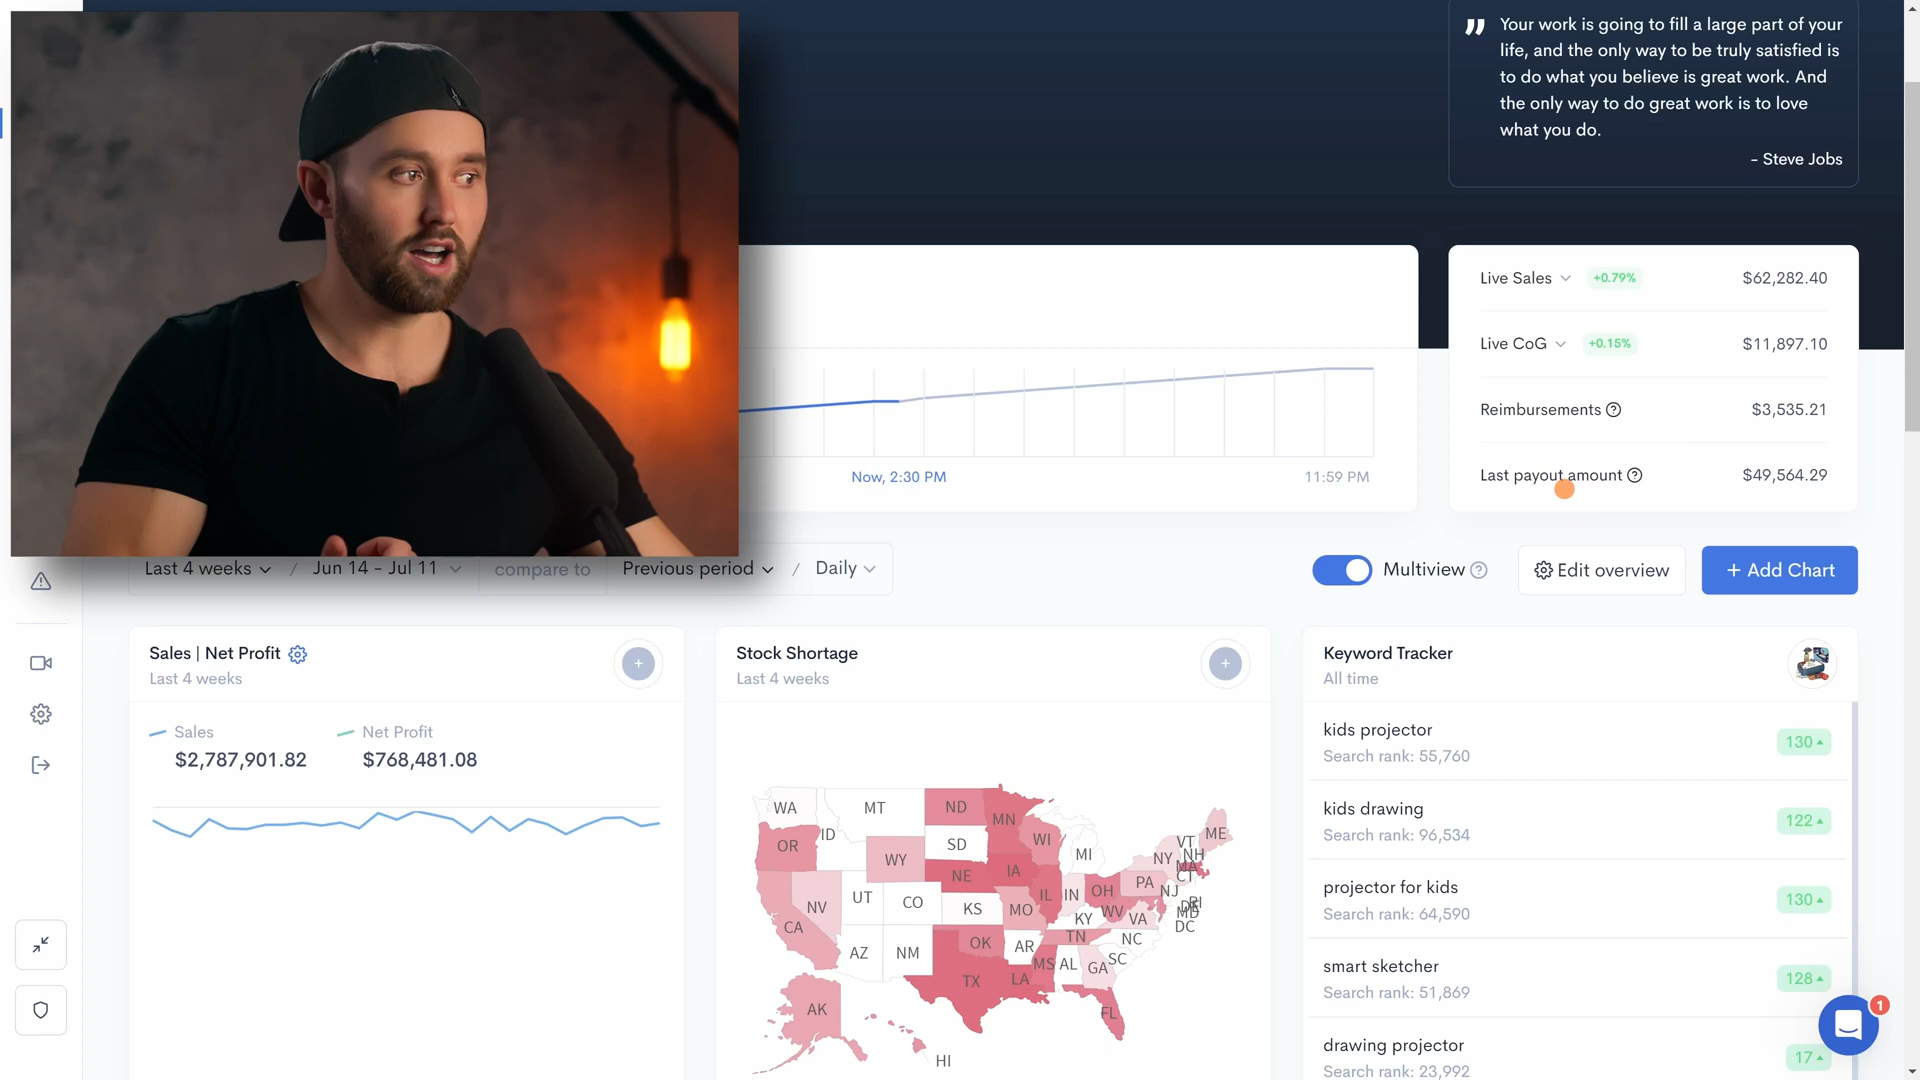 Your work is going to fill a large part of your
life, and the only way to be truly satisfied is
to do what you believe is great work. And
the only way to do great work is to love
what you do.
- Steve Jobs
Live Sales
+0.79%
$62,282.40
Live CoG
+0.15%
$11,897.10
Reimbursements
$3,535.21
Last payout amount
$49,564.29
Now, 2:30 PM
11:59 PM
Last 4 weeks
/
Jun 14 - Jul 11
compare to
Previous period
/
Daily
Multiview
Edit overview
+ Add Chart
Sales | Net Profit
Last 4 weeks
Sales
$2,787,901.82
Net Profit
$768,481.08
Stock Shortage
Last 4 weeks
WA
MT
ND
MN
ID
OR
SD
WI
MI
VT
NH
ME
NY
MA
CT
WY
NE
IA
IL
IN
OH
PA
NJ
RI
DE
MD
DC
NV
UT
CO
KS
MO
KY
WV
VA
CA
AZ
NM
OK
AR
TN
NC
SC
MS
AL
GA
TX
LA
FL
AK
HI
Keyword Tracker
All time
kids projector
Search rank: 55,760
130
kids drawing
Search rank: 96,534
122
projector for kids
Search rank: 64,590
130
smart sketcher
Search rank: 51,869
128
drawing projector
Search rank: 23,992
17
1